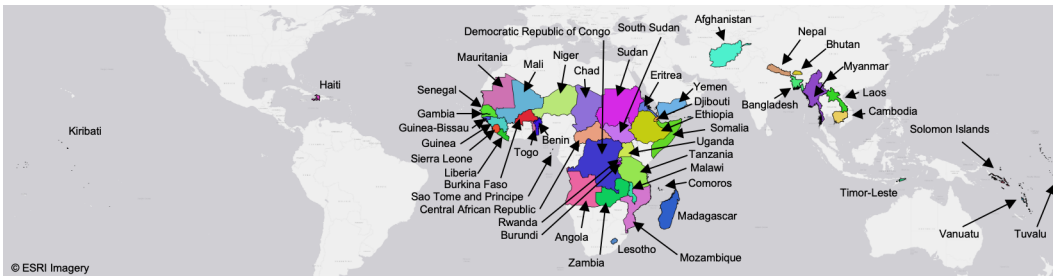 Afghanistan
Democratic Republic of Congo
South Sudan
Nepal
Bhutan
Mauritania
Mali
Niger
Chad
Sudan
Myanmar
Haiti
Senegal
Eritrea
Yemen
Laos
Djibouti
Bangladesh
Gambia
Ethiopia
Cambodia
Kiribati
Guinea-Bissau
Somalia
Solomon Islands
Guinea
Benin
Uganda
Togo
Sierra Leone
Tanzania
Liberia
Malawi
Burkina Faso
Comoros
Timor-Leste
Sao Tome and Principe
Central African Republic
Madagascar
Rwanda
Burundi
Angola
Lesotho
Vanuatu
Tuvalu
Mozambique
Zambia
© ESRI Imagery